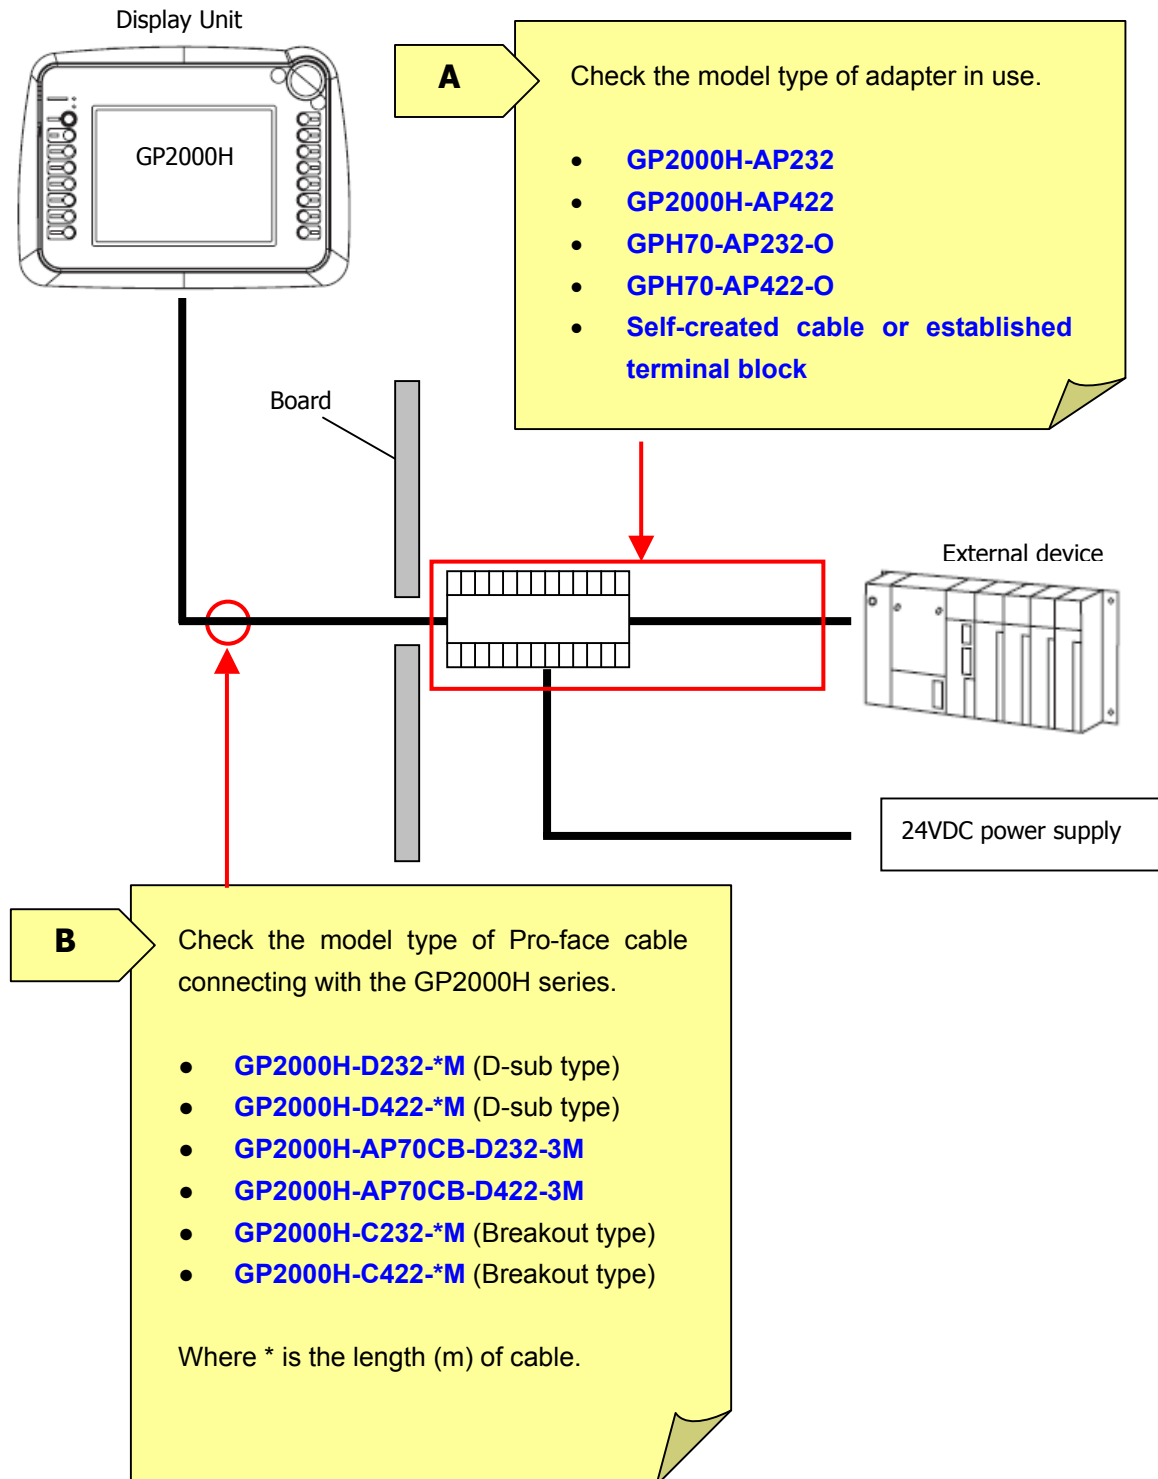 Display Unit
GP2000H
A
Check the model type of adapter in use.
• GP2000H-AP232
• GP2000H-AP422
• GPH70-AP232-O
• GPH70-AP422-O
• Self-created cable or established
terminal block
Board
External device
24VDC power supply
B
Check the model type of Pro-face cable
connecting with the GP2000H series.
● GP2000H-D232-*M (D-sub type)
● GP2000H-D422-*M (D-sub type)
● GP2000H-AP70CB-D232-3M
● GP2000H-AP70CB-D422-3M
● GP2000H-C232-*M (Breakout type)
● GP2000H-C422-*M (Breakout type)
Where * is the length (m) of cable.